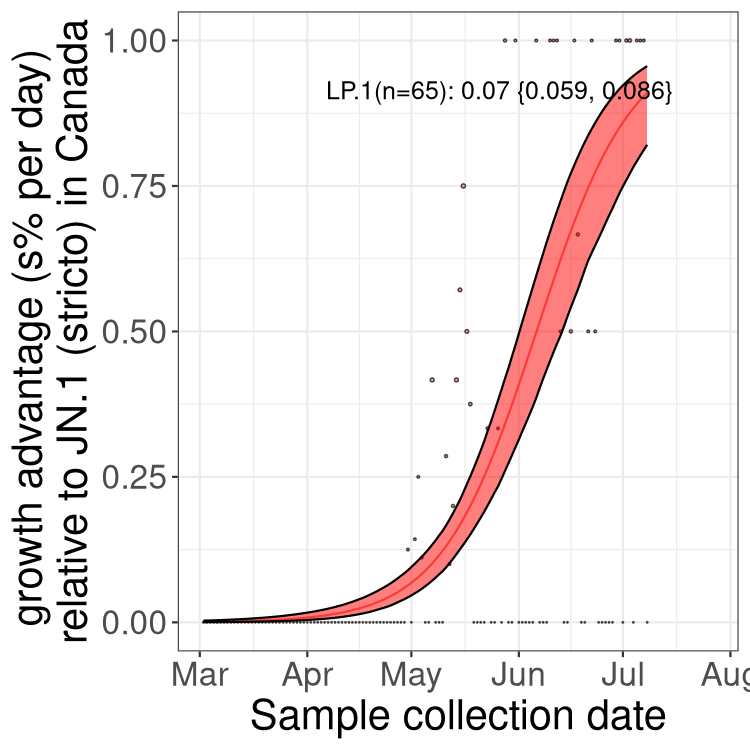 growth advantage (s% per day)
relative to JN.1 (stricto) in Canada
1.00
0.75
0.50
0.25
0.00
LP.1(n=65): 0.07 {0.059, 0.086}
Mar Apr May Jun Jul Aug
Sample collection date